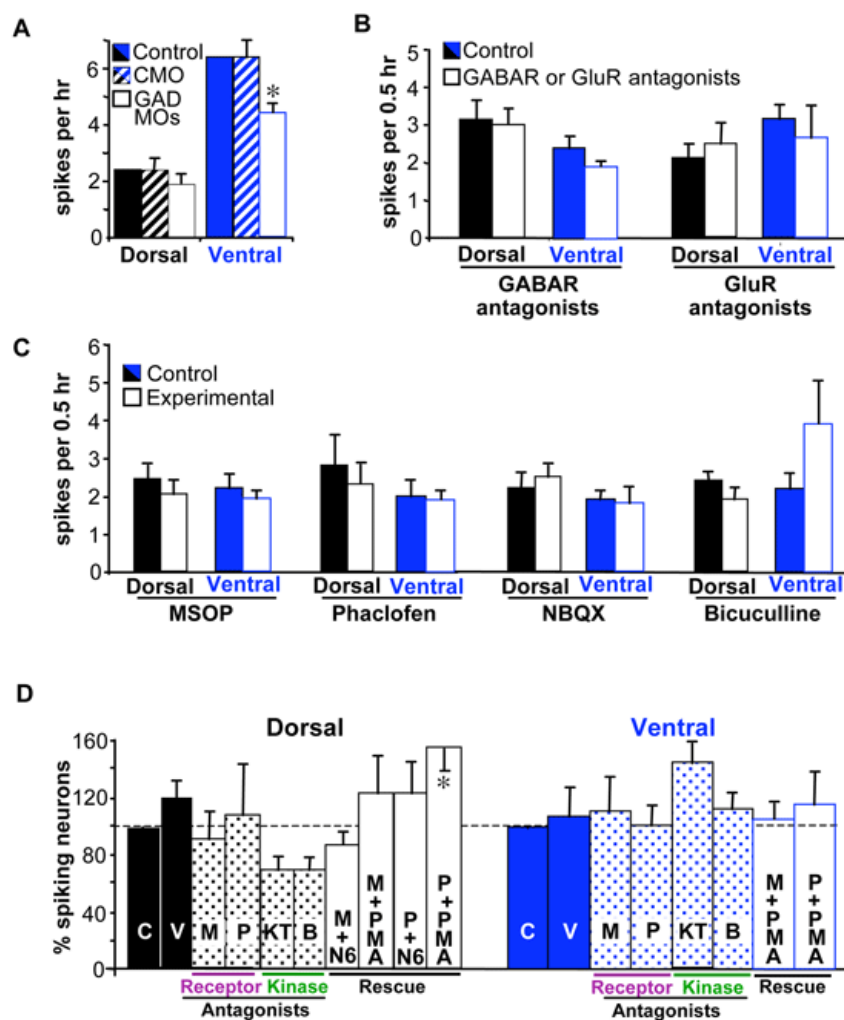 A
spikes per hr
6
4
2
0
Control
CMO
GAD
MOs
*
Dorsal
Ventral
B
spikes per 0.5 hr
5
4
3
2
1
0
Control
GABAR or GluR antagonists
Dorsal
Ventral
Dorsal
Ventral
GABAR
antagonists
GluR
antagonists
C
spikes per 0.5 hr
6
5
4
3
2
1
0
Control
Experimental
Dorsal
Ventral
Dorsal
Ventral
Dorsal
Ventral
Dorsal
Ventral
MSOP
Phaclofen
NBQX
Bicuculline
D
Dorsal
Ventral
% spiking neurons
160
120
80
40
0
*
C
V
M
P
KT
B
M+N6
M+PMA
P+N6
P+PMA
C
V
M
P
KT
B
M+PMA
P+PMA
Receptor
Kinase
Rescue
Antagonists
Receptor
Kinase
Rescue
Antagonists